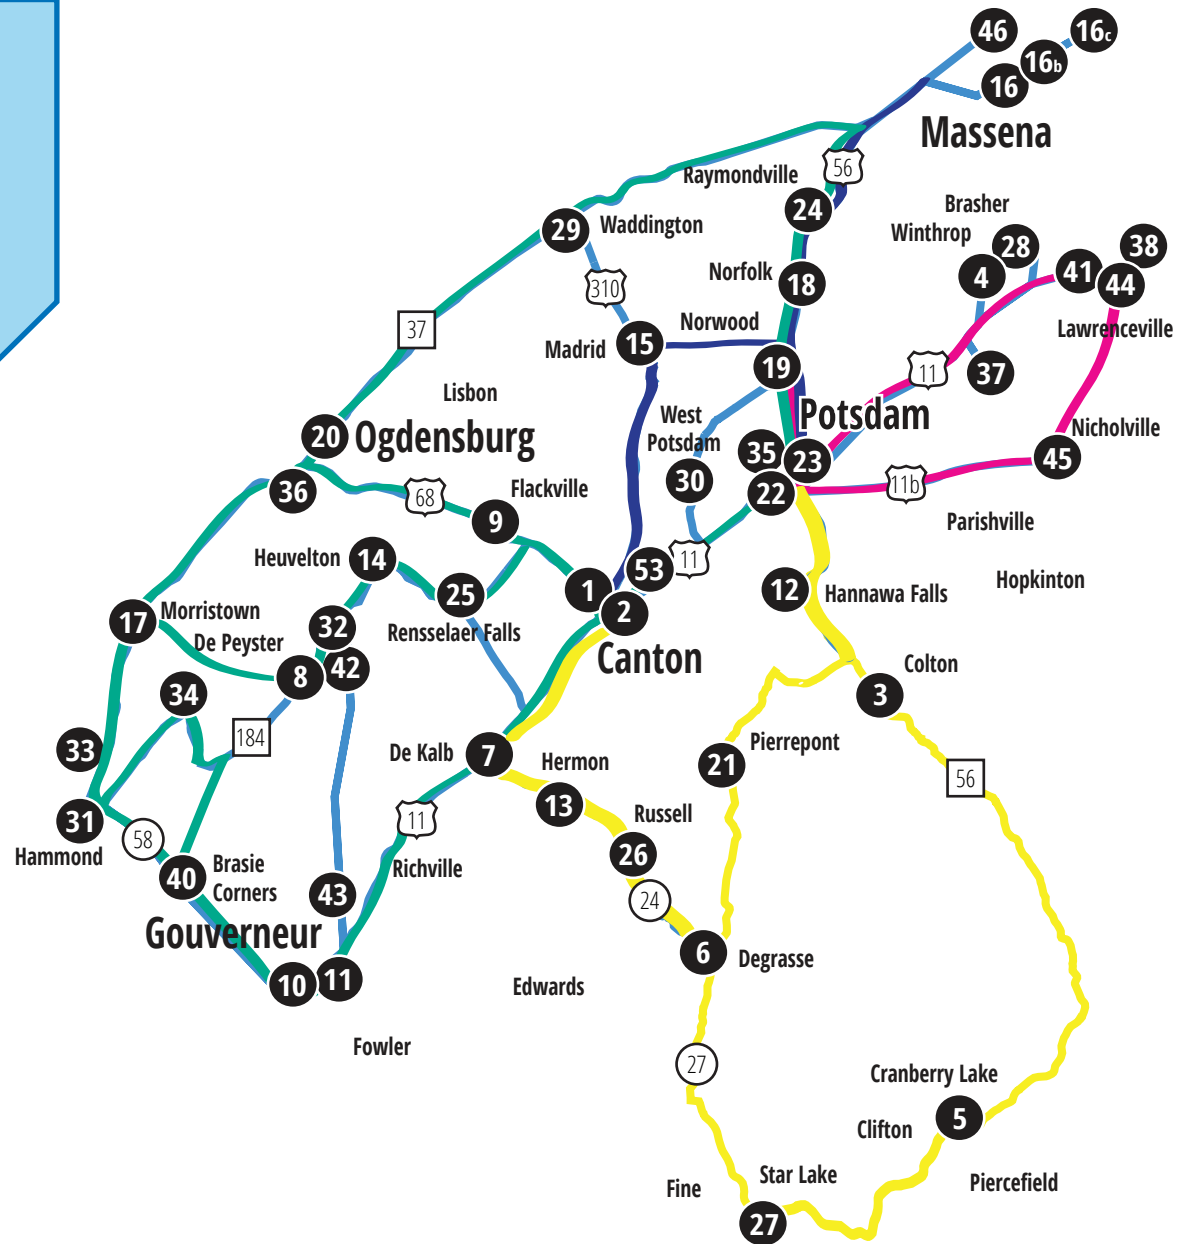 46
16c
16b
16
Massena
56
Raymondville
24
Brasher
Winthrop
28
38
29
Waddington
4
41
44
Norfolk
18
310
Lawrenceville
37
Norwood
Madrid
15
19
11
37
Lisbon
West
Potsdam
Potsdam
Nicholville
20
Ogdensburg
35
23
45
36
68
Flackville
30
22
11b
9
Parishville
Heuvelton
14
53
11
Hopkinton
1
25
12
Hannawa Falls
17
Morristown
2
32
Rensselaer Falls
De Peyster
Canton
8
42
Colton
34
3
33
184
De Kalb
7
Hermon
Pierrepont
21
56
13
31
58
11
Russell
Hammond
26
Brasie
Corners
40
Richville
43
24
Gouverneur
6
Degrasse
10
11
Edwards
Fowler
27
Cranberry Lake
5
Clifton
Star Lake
Fine
Piercefield
27